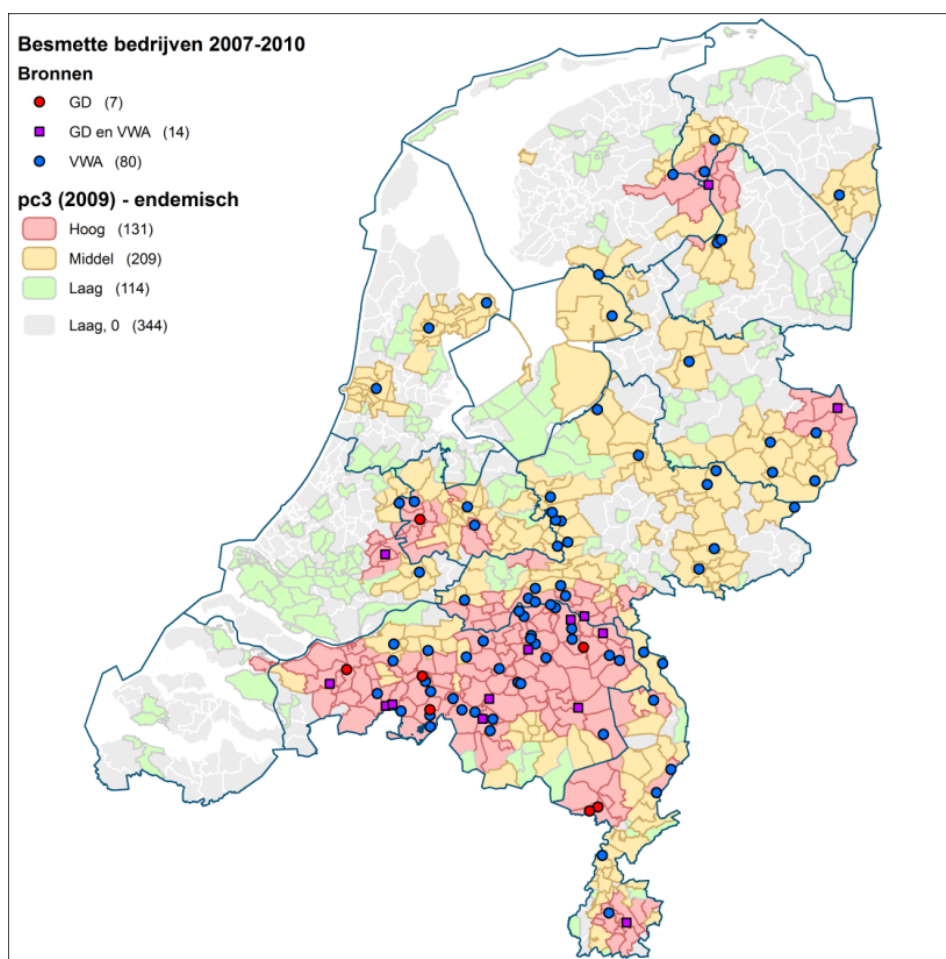 Besmette bedrijven 2007-2010
Bronnen
GD (7)
GD en VWA (14)
VWA (80)
pc3 (2009) - endemisch
Hoog (131)
Middel (209)
Laag (114)
Laag, 0 (344)